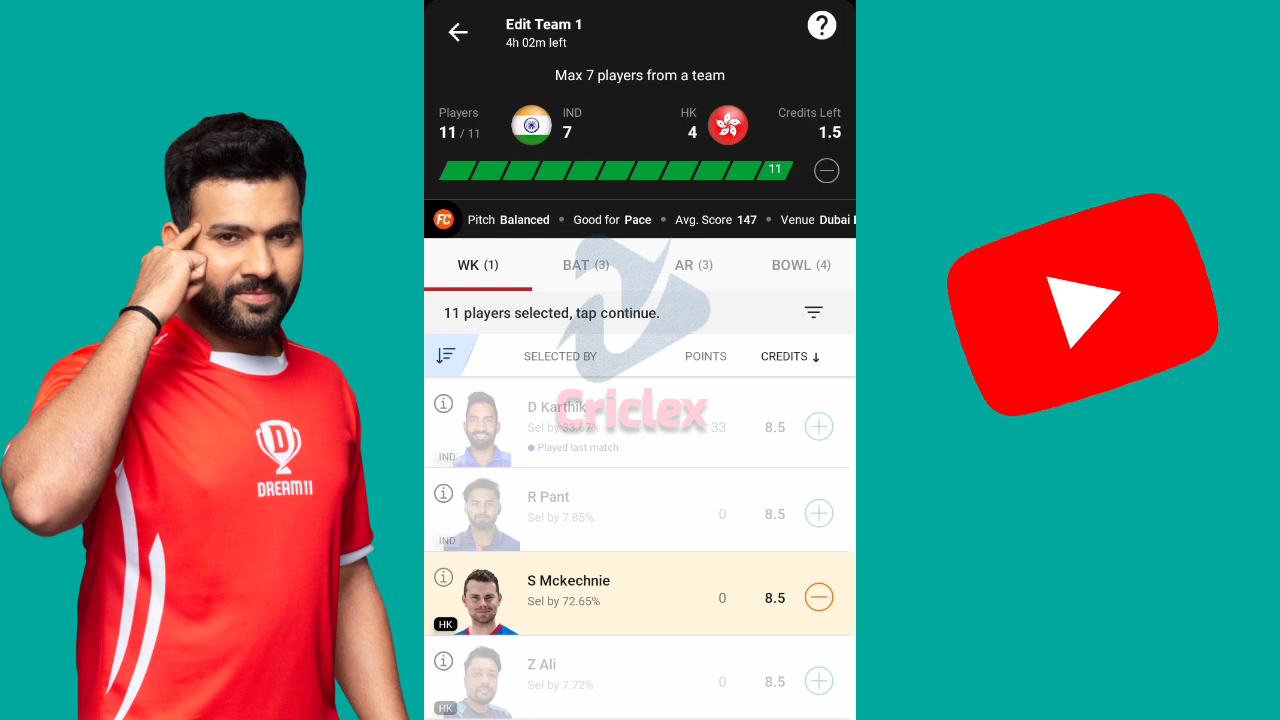 Edit Team 1
4h 02m left
Max 7 players from a team
Players
11 / 11
IND
7
HK
4
Credits Left
1.5
11
FC Pitch Balanced • Good for Pace • Avg. Score 147 • Venue Dubai
WK (1) BAT (3) AR (3) BOWL (4)
11 players selected, tap continue.
SELECTED BY POINTS CREDITS ↓
D Karthik
Sel by 33.67% 33 8.5
Played last match
IND
Criclex
R Pant
Sel by 7.85% 0 8.5
IND
S Mckechnie
Sel by 72.65% 0 8.5
HK
Z Ali
Sel by 7.72% 0 8.5
HK
D
DREAM11